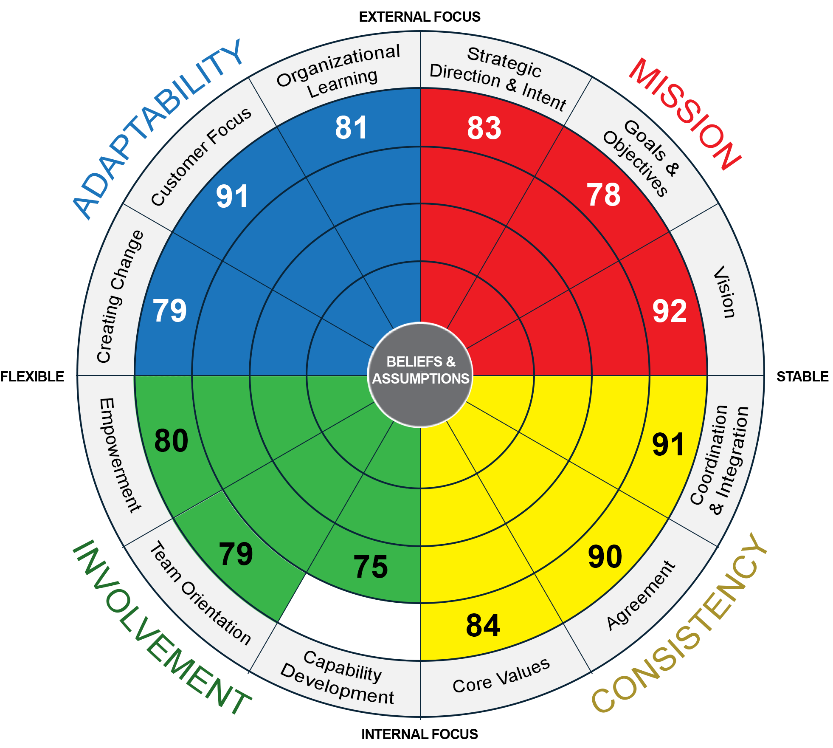 EXTERNAL FOCUS
ADAPTABILITY
MISSION
Organizational
Learning
Strategic
Direction & Intent
Customer Focus
Goals &
Objectives
Creating Change
Vision
81
83
91
78
79
92
BELIEFS &
ASSUMPTIONS
FLEXIBLE
STABLE
80
91
79
90
75
84
Empowerment
Coordination
& Integration
Team Orientation
Agreement
Capability
Development
Core Values
INVOLVEMENT
CONSISTENCY
INTERNAL FOCUS